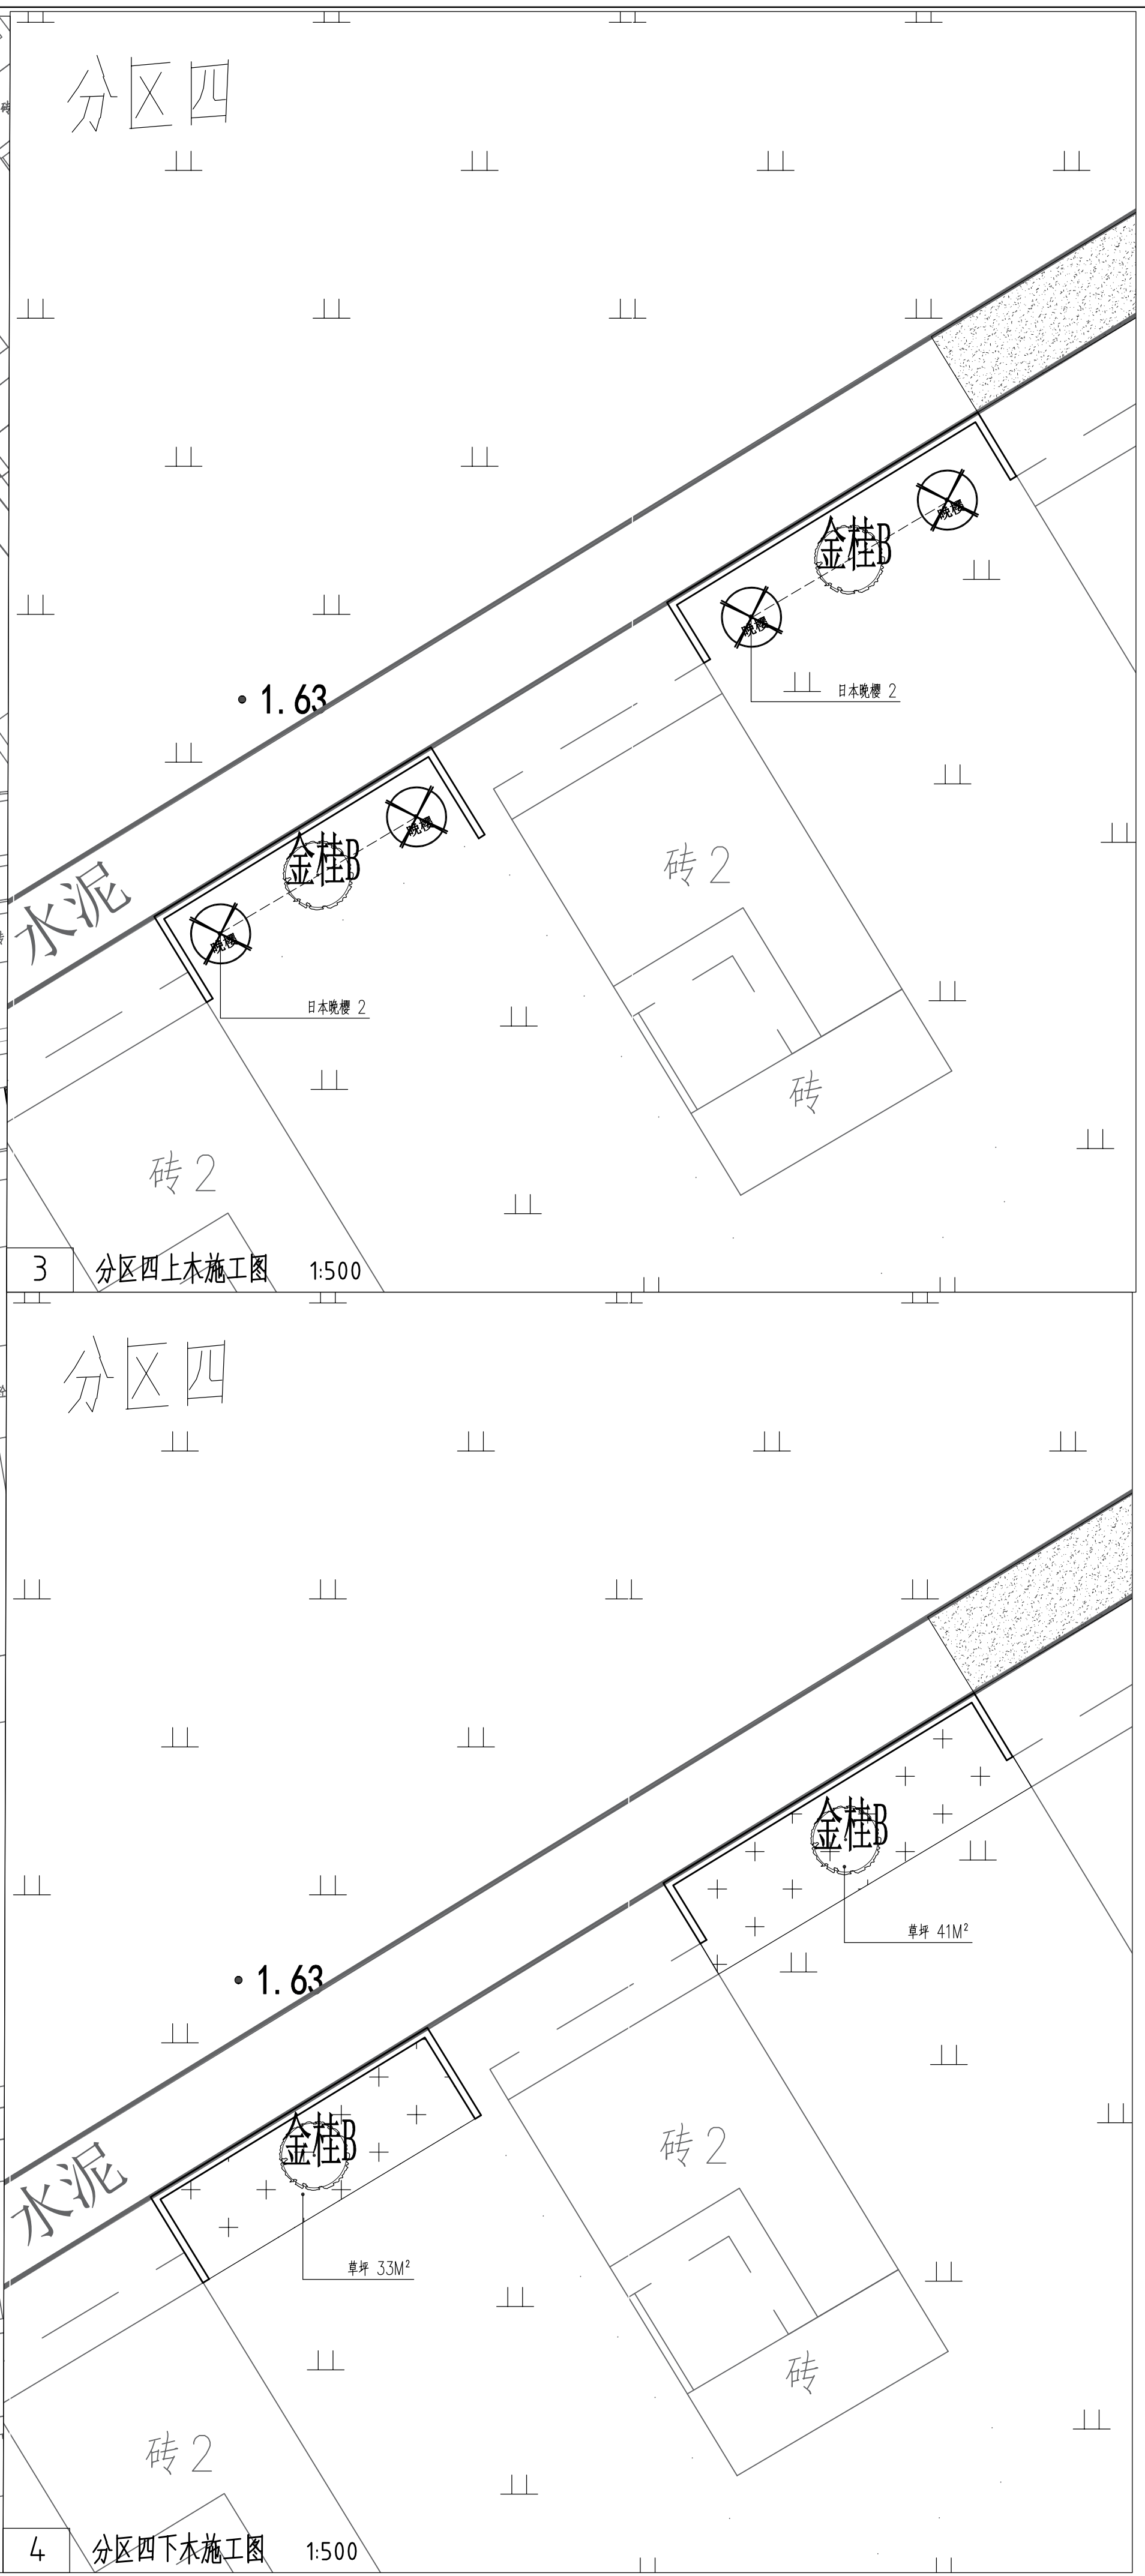 分区四
晚樱
金桂B
晚樱
日本晚樱 2
1.63
晚樱
金桂B
晚樱
日本晚樱 2
水泥
砖2
砖
砖2
3 分区四上木施工图 1:500
分区四
金桂B
草坪 41M²
1.63
金桂B
草坪 33M²
水泥
砖2
砖
砖2
4 分区四下木施工图 1:500